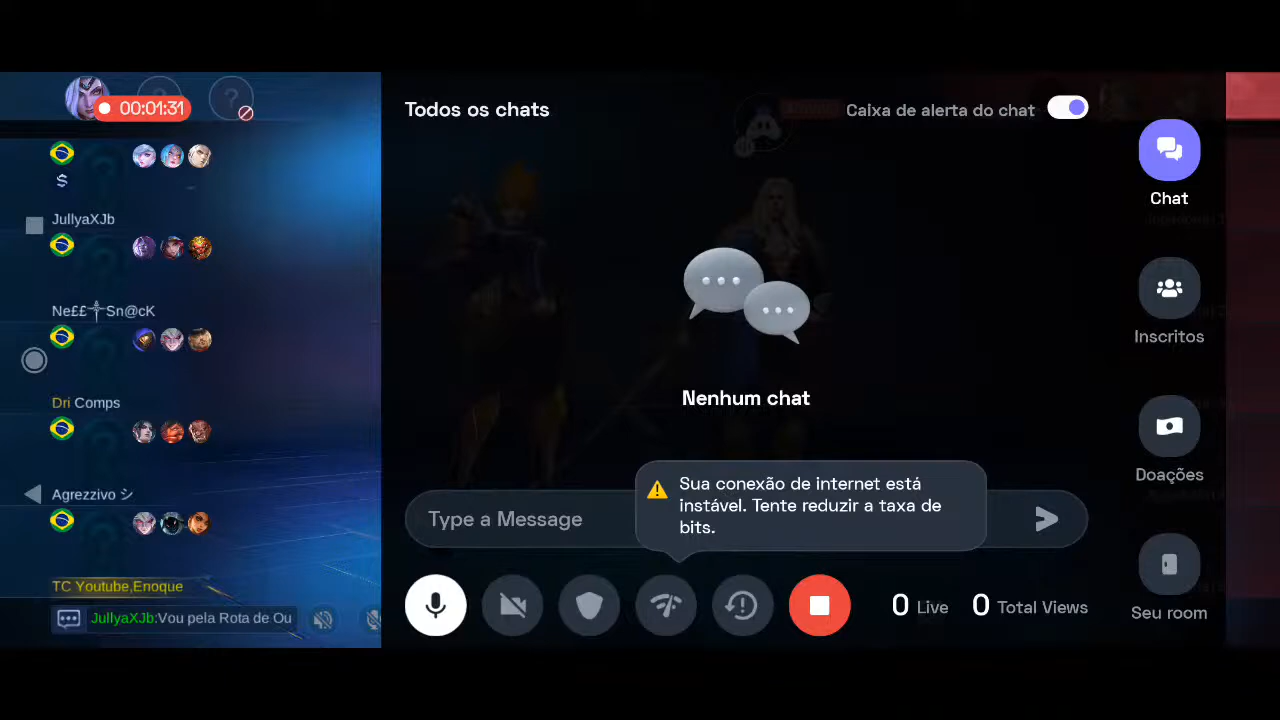 00:01:31
?
$
JullyaXJb
Ne££⸸Sn@cK
Dri Comps
Agrezzivo シ
TC Youtube,Enoque
JullyaXJb:Vou pela Rota de Ou
Todos os chats
Caixa de alerta do chat
Nenhum chat
Sua conexão de internet está
instável. Tente reduzir a taxa de
bits.
Type a Message
0 Live
0 Total Views
Chat
Inscritos
Doações
Seu room